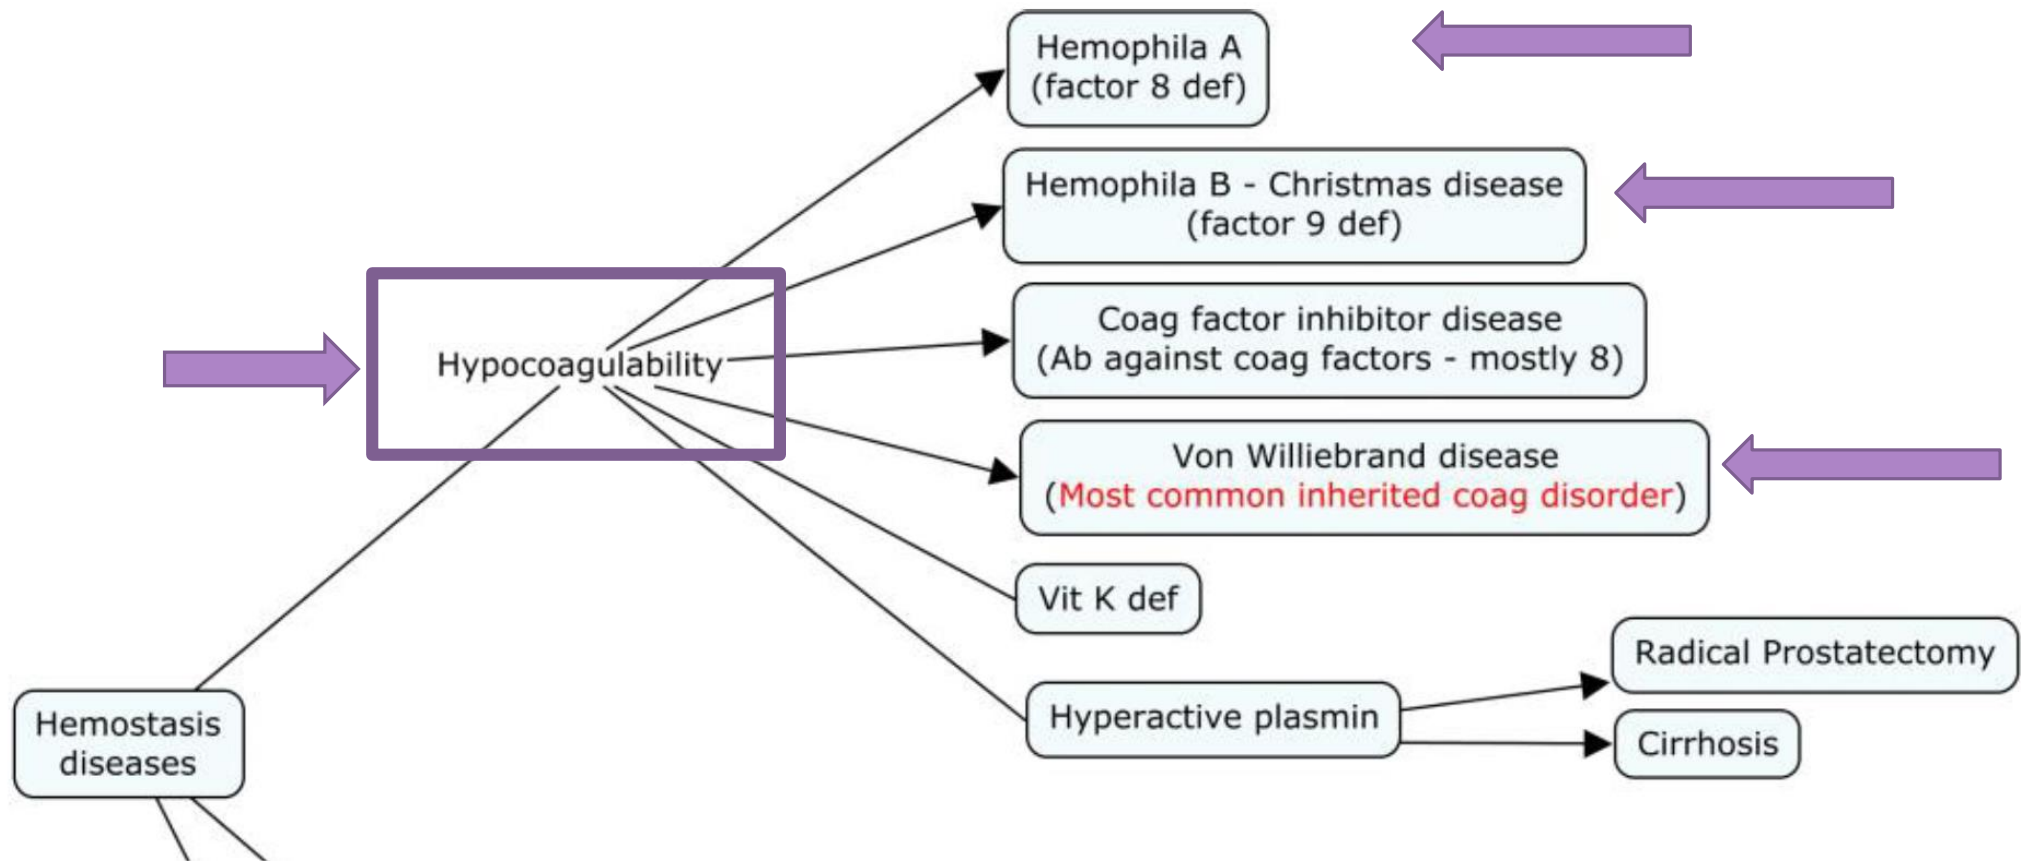 Hemophila A
(factor 8 def)
Hemophila B - Christmas disease
(factor 9 def)
Coag factor inhibitor disease
(Ab against coag factors - mostly 8)
Hypocoagulability
Von Williebrand disease
(Most common inherited coag disorder)
Vit K def
Hyperactive plasmin
Radical Prostatectomy
Cirrhosis
Hemostasis
diseases